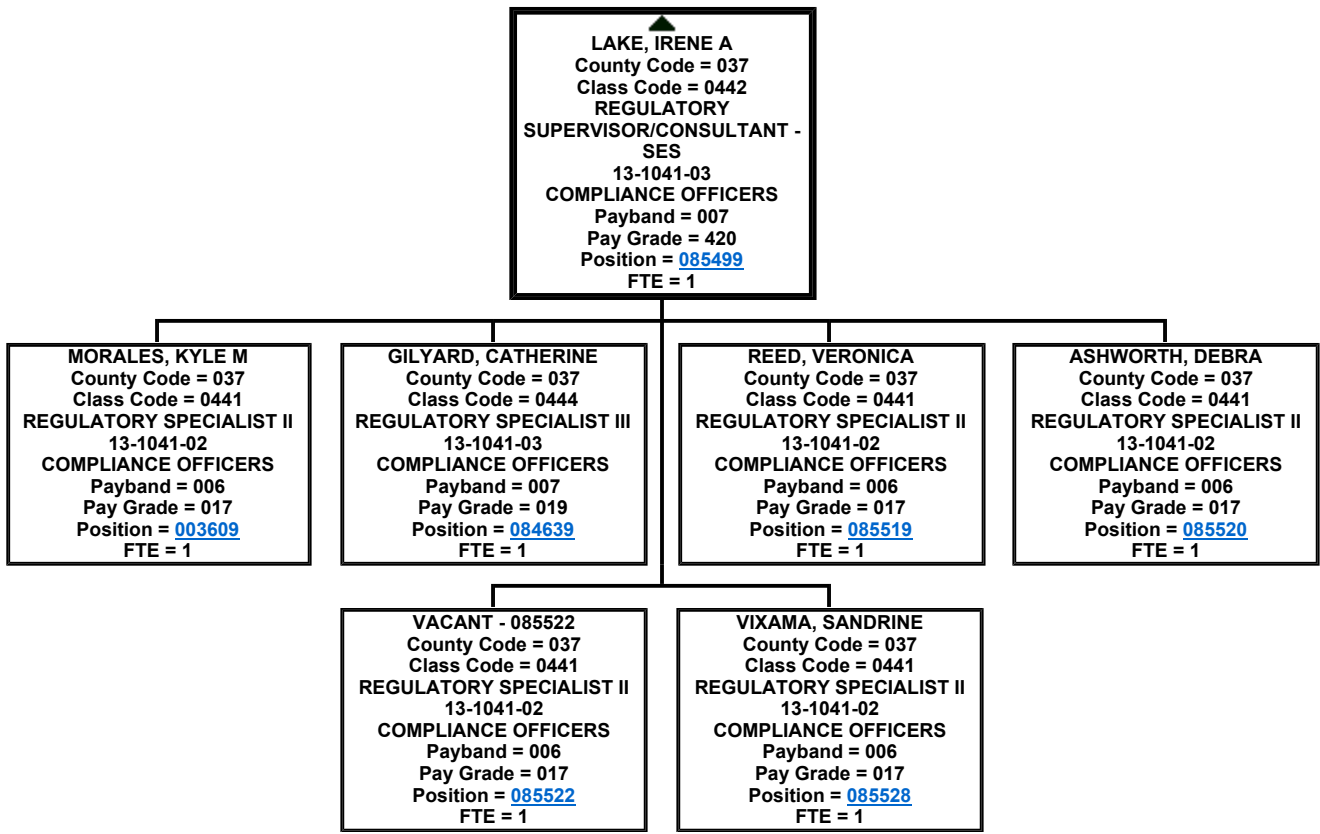 LAKE, IRENE A
County Code = 037
Class Code = 0442
REGULATORY
SUPERVISOR/CONSULTANT -
SES
13-1041-03
COMPLIANCE OFFICERS
Payband = 007
Pay Grade = 420
Position = 085499
FTE = 1
MORALES, KYLE M
County Code = 037
Class Code = 0441
REGULATORY SPECIALIST II
13-1041-02
COMPLIANCE OFFICERS
Payband = 006
Pay Grade = 017
Position = 003609
FTE = 1
GILYARD, CATHERINE
County Code = 037
Class Code = 0444
REGULATORY SPECIALIST III
13-1041-03
COMPLIANCE OFFICERS
Payband = 007
Pay Grade = 019
Position = 084639
FTE = 1
REED, VERONICA
County Code = 037
Class Code = 0441
REGULATORY SPECIALIST II
13-1041-02
COMPLIANCE OFFICERS
Payband = 006
Pay Grade = 017
Position = 085519
FTE = 1
ASHWORTH, DEBRA
County Code = 037
Class Code = 0441
REGULATORY SPECIALIST II
13-1041-02
COMPLIANCE OFFICERS
Payband = 006
Pay Grade = 017
Position = 085520
FTE = 1
VACANT - 085522
County Code = 037
Class Code = 0441
REGULATORY SPECIALIST II
13-1041-02
COMPLIANCE OFFICERS
Payband = 006
Pay Grade = 017
Position = 085522
FTE = 1
VIXAMA, SANDRINE
County Code = 037
Class Code = 0441
REGULATORY SPECIALIST II
13-1041-02
COMPLIANCE OFFICERS
Payband = 006
Pay Grade = 017
Position = 085528
FTE = 1